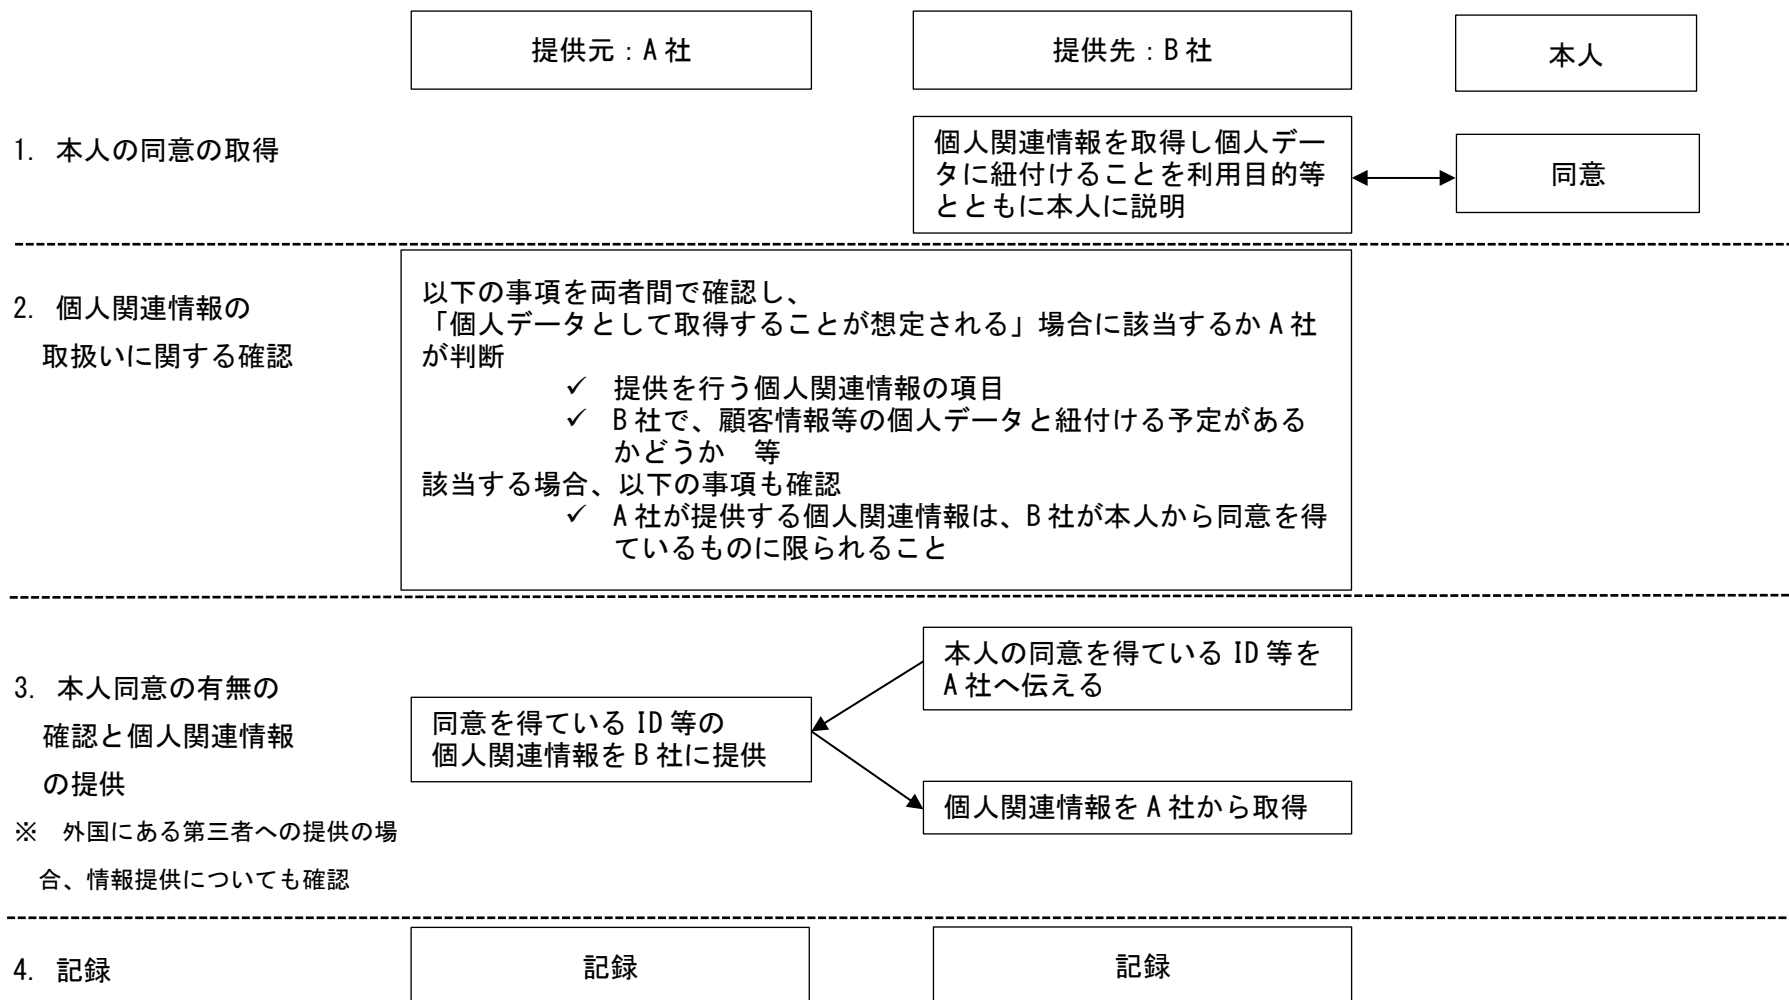 提供元：A社
提供先：B社
本人
1. 本人の同意の取得
個人関連情報を取得し個人デー
タに紐付けることを利用目的等
とともに本人に説明
同意
2. 個人関連情報の
取扱いに関する確認
以下の事項を両者間で確認し、
「個人データとして取得することが想定される」場合に該当するか A 社
が判断
✓ 提供を行う個人関連情報の項目
✓ B 社で、顧客情報等の個人データと紐付ける予定がある
かどうか　等
該当する場合、以下の事項も確認
✓ A 社が提供する個人関連情報は、B 社が本人から同意を得
ているものに限られること
3. 本人同意の有無の
確認と個人関連情報
の提供
※　外国にある第三者への提供の場
合、情報提供についても確認
本人の同意を得ている ID 等を
A 社へ伝える
同意を得ている ID 等の
個人関連情報を B 社に提供
個人関連情報を A 社から取得
4. 記録
記録
記録